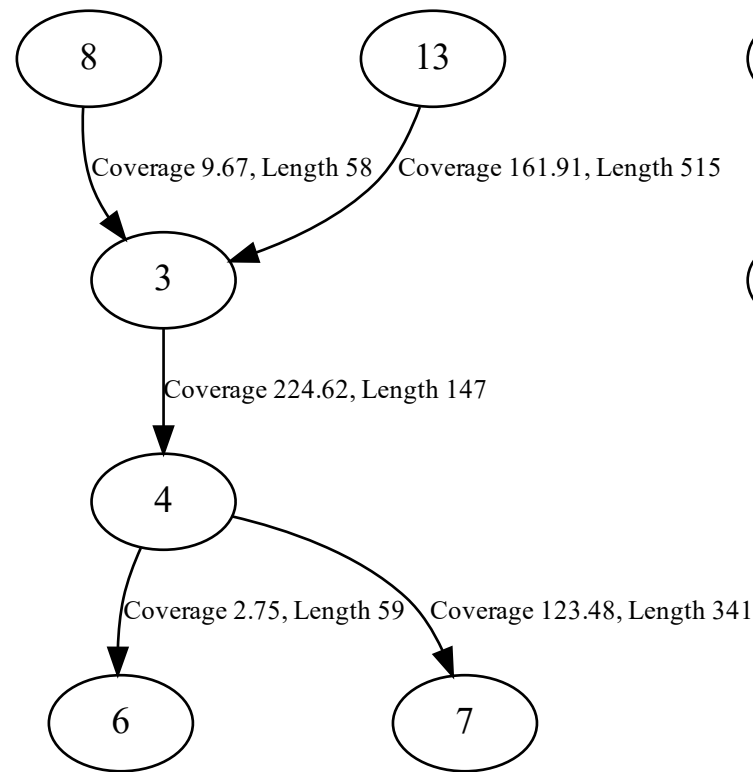 8
13
Coverage 9.67, Length 58
Coverage 161.91, Length 515
3
Coverage 224.62, Length 147
4
Coverage 2.75, Length 59
Coverage 123.48, Length 341
6
7